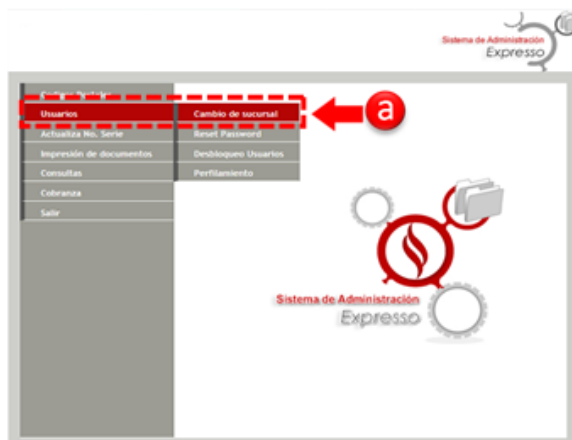 Sistema de Administración
Expresso
Usuarios
Cambio de sucursal
a
Actualiza No. Serie
Reset Password
Impresión de documentos
Desbloqueo Usuarios
Consultas
Perfilamiento
Cobranza
Salir
Sistema de Administración
Expresso